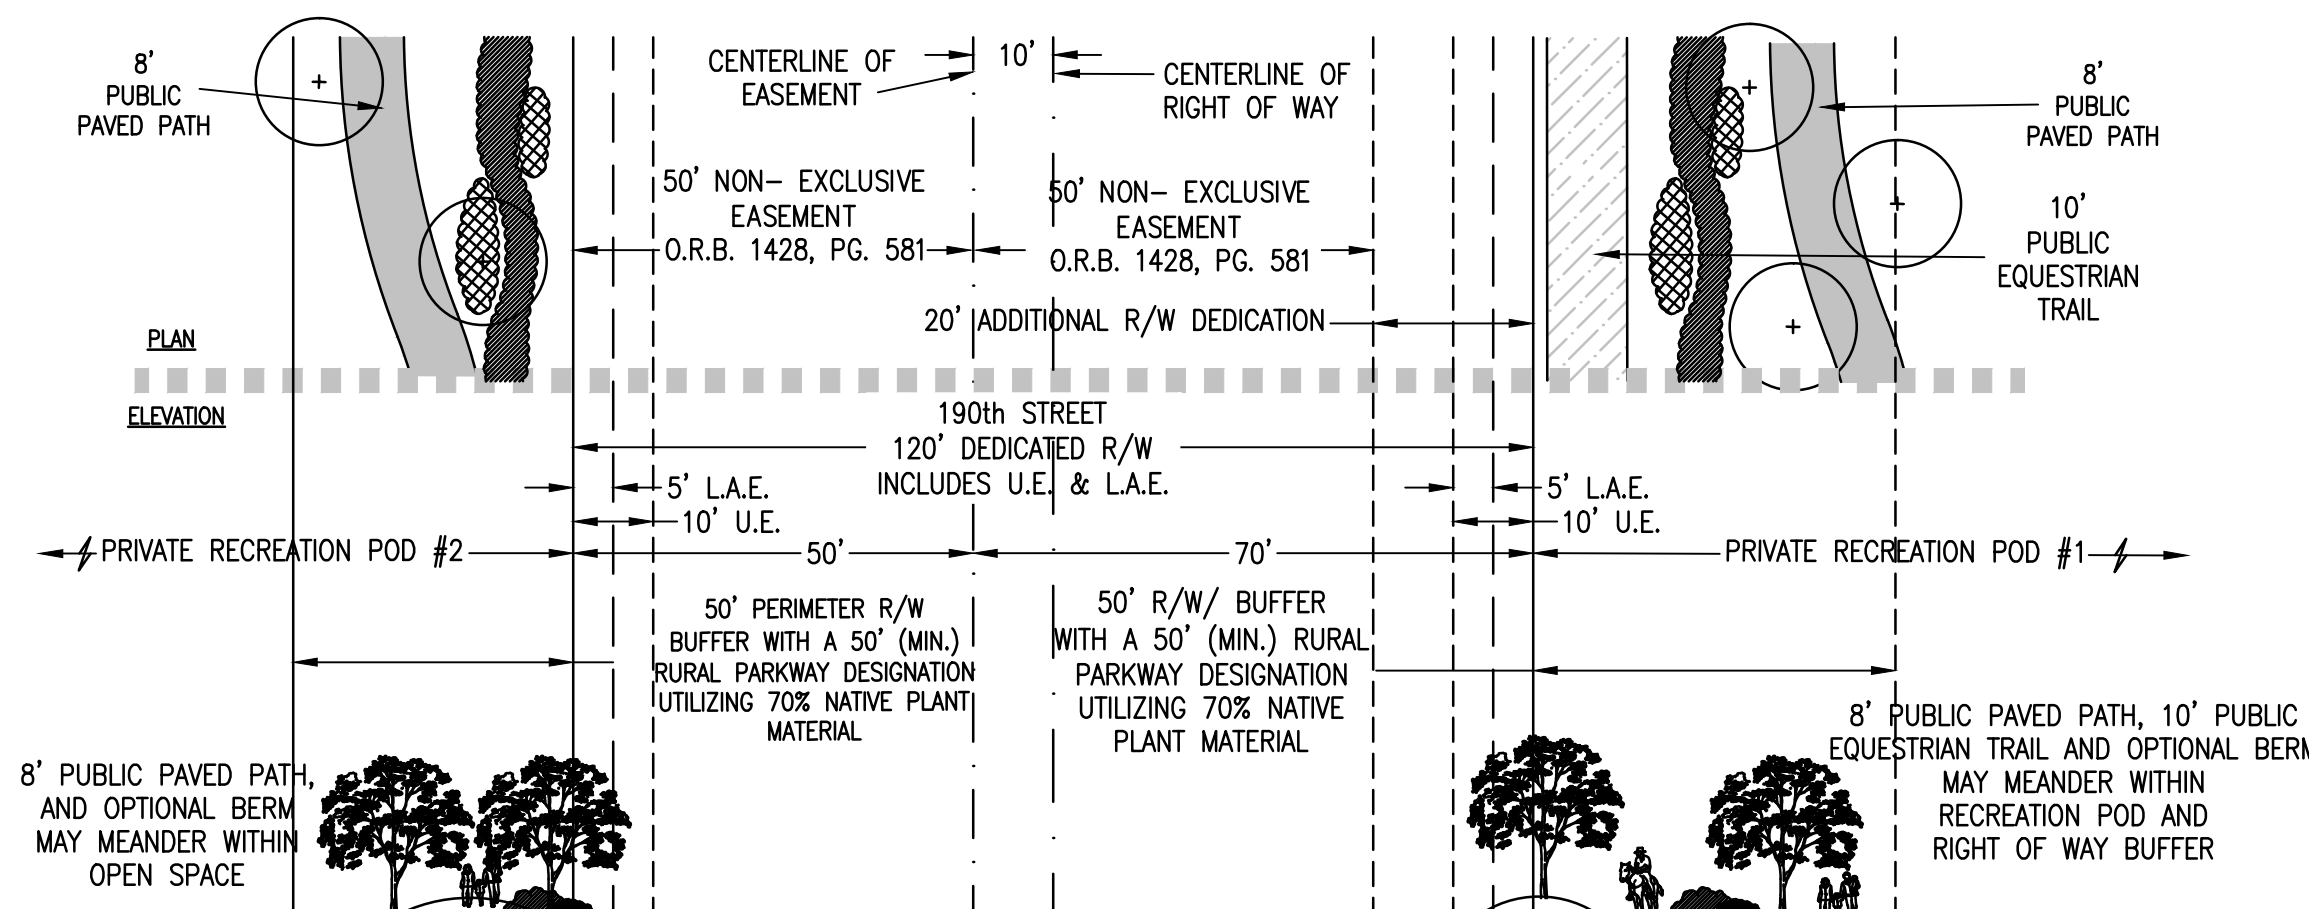 8'
PUBLIC
PAVED PATH
CENTERLINE OF
EASEMENT
10'
CENTERLINE OF
RIGHT OF WAY
8'
PUBLIC
PAVED PATH
50' NON- EXCLUSIVE
EASEMENT
O.R.B. 1428, PG. 581
50' NON- EXCLUSIVE
EASEMENT
O.R.B. 1428, PG. 581
10'
PUBLIC
EQUESTRIAN
TRAIL
20' ADDITIONAL R/W DEDICATION
PLAN
ELEVATION
190th STREET
120' DEDICATED R/W
INCLUDES U.E. & L.A.E.
5' L.A.E.
10' U.E.
5' L.A.E.
10' U.E.
PRIVATE RECREATION POD #2
50'
70'
PRIVATE RECREATION POD #1
50' PERIMETER R/W
BUFFER WITH A 50' (MIN.)
RURAL PARKWAY DESIGNATION
UTILIZING 70% NATIVE PLANT
MATERIAL
50' R/W/ BUFFER
WITH A 50' (MIN.) RURAL
PARKWAY DESIGNATION
UTILIZING 70% NATIVE
PLANT MATERIAL
8' PUBLIC PAVED PATH,
AND OPTIONAL BERM
MAY MEANDER WITHIN
OPEN SPACE
8' PUBLIC PAVED PATH, 10' PUBLIC
EQUESTRIAN TRAIL AND OPTIONAL BERM
MAY MEANDER WITHIN
RECREATION POD AND
RIGHT OF WAY BUFFER